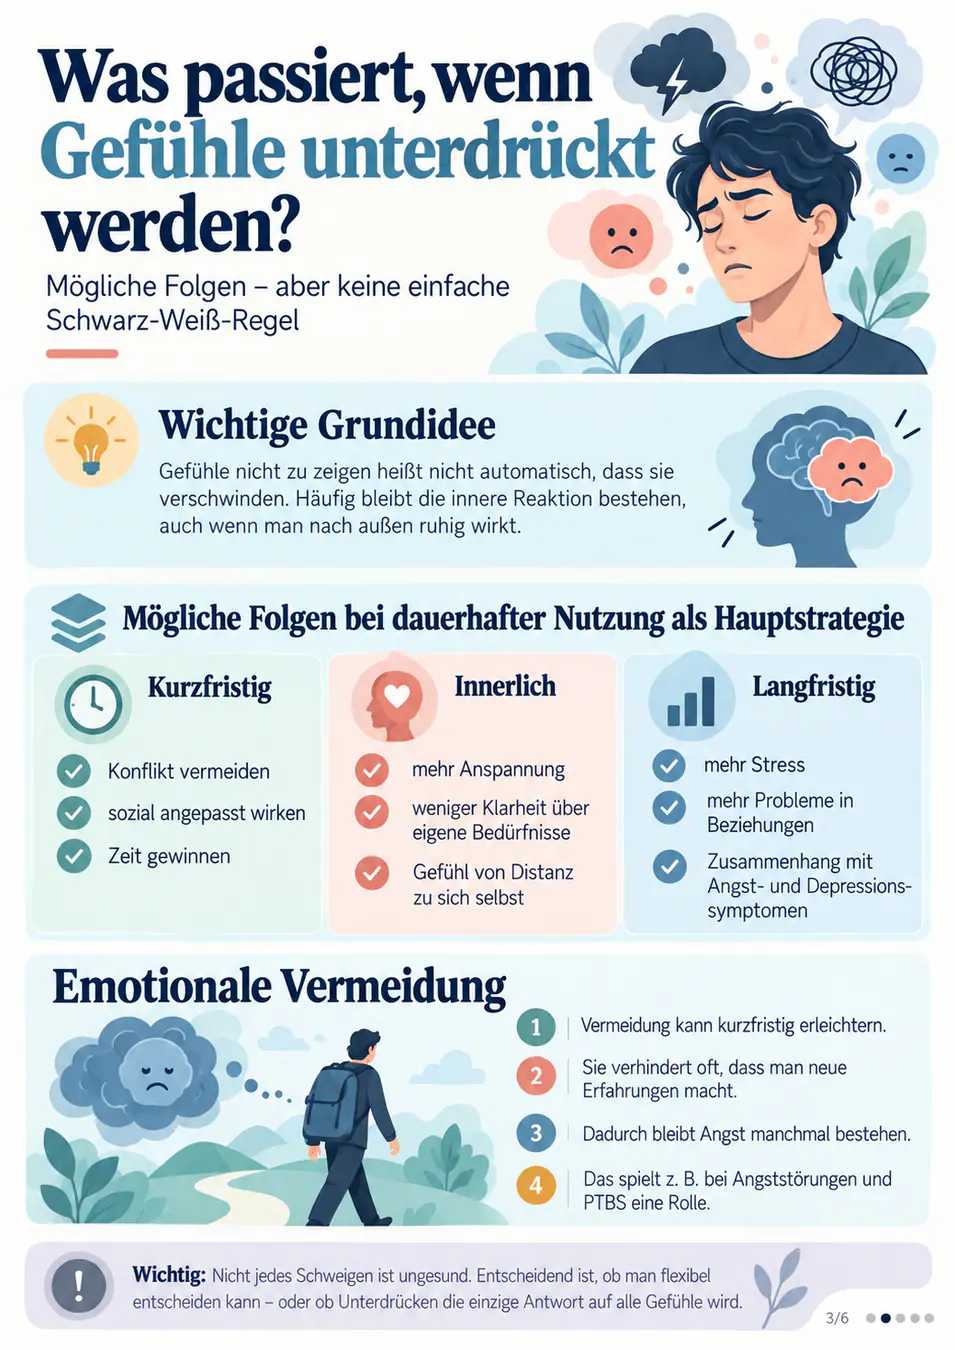 Was passiert, wenn
Gefühle unterdrückt
werden?
Mögliche Folgen – aber keine einfache
Schwarz-Weiß-Regel
Wichtige Grundidee
Gefühle nicht zu zeigen heißt nicht automatisch, dass sie
verschwinden. Häufig bleibt die innere Reaktion bestehen,
auch wenn man nach außen ruhig wirkt.
Mögliche Folgen bei dauerhafter Nutzung als Hauptstrategie
Kurzfristig
Konflikt vermeiden
sozial angepasst wirken
Zeit gewinnen
Innerlich
mehr Anspannung
weniger Klarheit über
eigene Bedürfnisse
Gefühl von Distanz
zu sich selbst
Langfristig
mehr Stress
mehr Probleme in
Beziehungen
Zusammenhang mit
Angst- und Depressions-
symptomen
Emotionale Vermeidung
1 Vermeidung kann kurzfristig erleichtern.
2 Sie verhindert oft, dass man neue
Erfahrungen macht.
3 Dadurch bleibt Angst manchmal bestehen.
4 Das spielt z. B. bei Angststörungen und
PTBS eine Rolle.
Wichtig: Nicht jedes Schweigen ist ungesund. Entscheidend ist, ob man flexibel
entscheiden kann – oder ob Unterdrücken die einzige Antwort auf alle Gefühle wird.
3/6